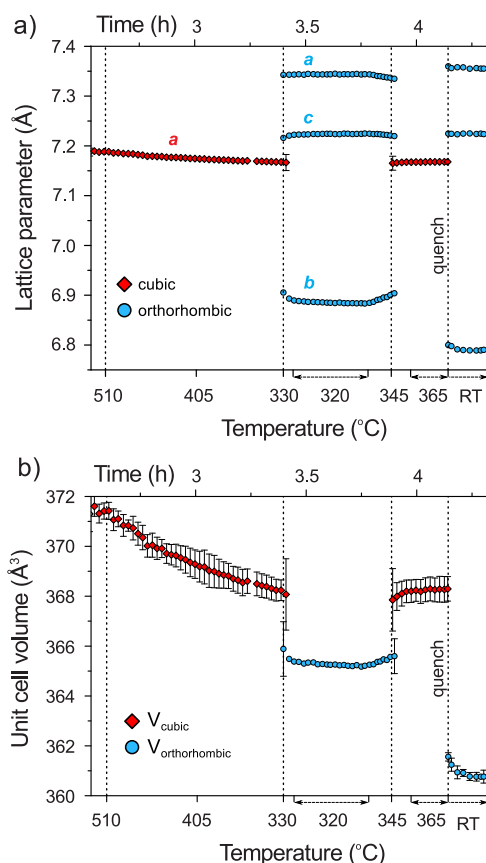 a)
Time (h) 3 3.5 4
7.4
7.3
7.2
7.1
7.0
6.9
6.8
Lattice parameter (Å)
a
a
c
b
cubic
orthorhombic
quench
510 405 330 320 345 365 RT
Temperature (°C)
b)
Time (h) 3 3.5 4
372
370
368
366
364
362
360
Unit cell volume (Å³)
Vcubic
Vorthorhombic
quench
510 405 330 320 345 365 RT
Temperature (°C)